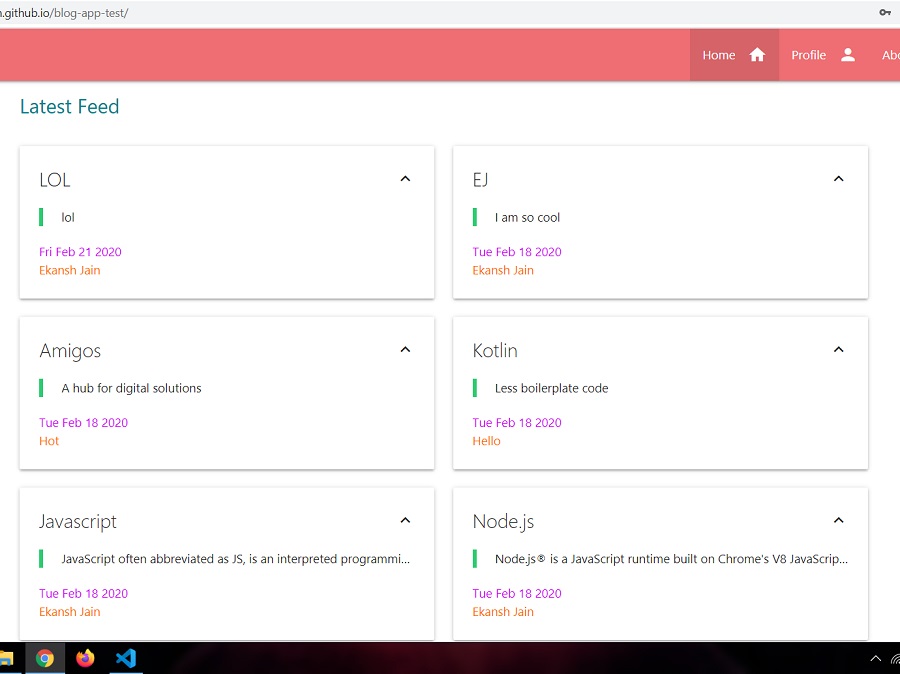 n.github.io/blog-app-test/
Home Profile Abo
Latest Feed
LOL
lol
Fri Feb 21 2020
Ekansh Jain
EJ
I am so cool
Tue Feb 18 2020
Ekansh Jain
Amigos
A hub for digital solutions
Tue Feb 18 2020
Hot
Kotlin
Less boilerplate code
Tue Feb 18 2020
Hello
Javascript
JavaScript often abbreviated as JS, is an interpreted programmi...
Tue Feb 18 2020
Ekansh Jain
Node.js
Node.js® is a JavaScript runtime built on Chrome's V8 JavaScrip...
Tue Feb 18 2020
Ekansh Jain